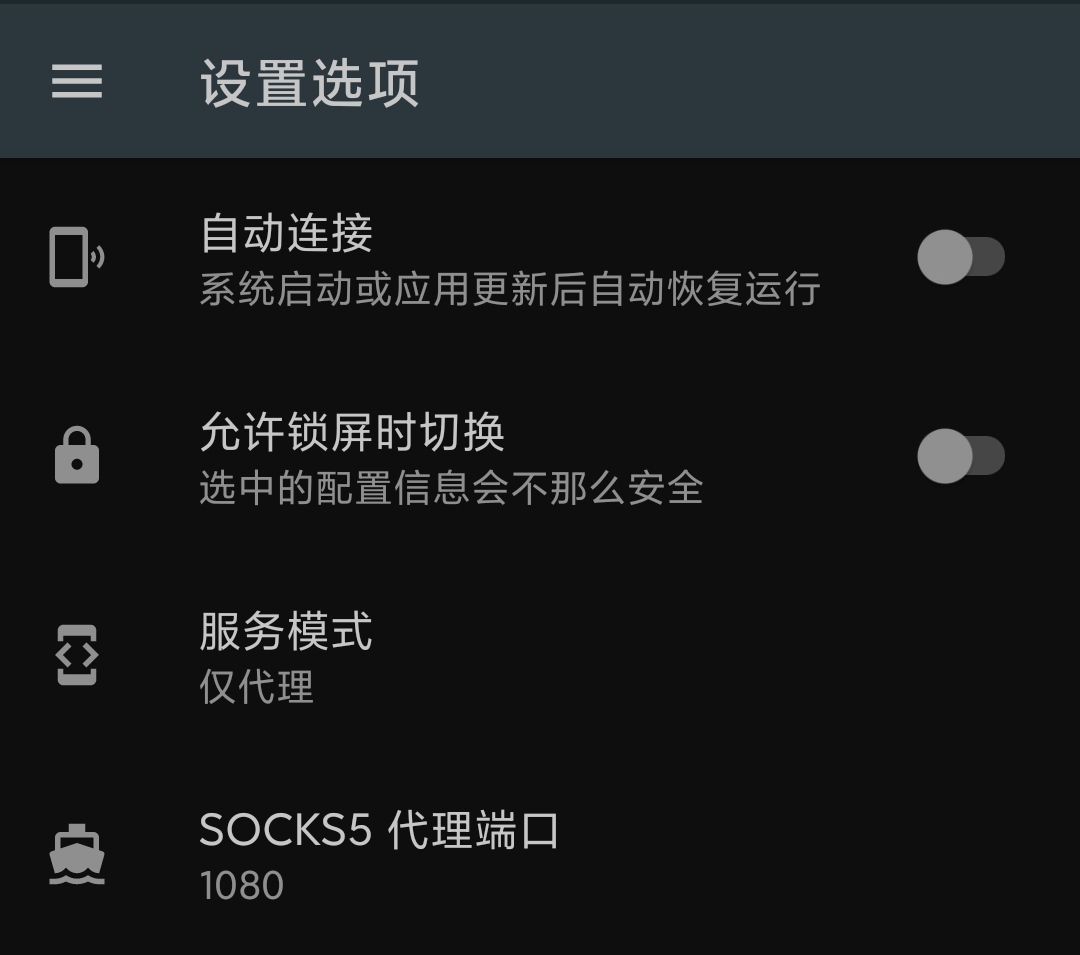 设置选项
自动连接
系统启动或应用更新后自动恢复运行
允许锁屏时切换
选中的配置信息会不那么安全
服务模式
仅代理
SOCKS5 代理端口
1080